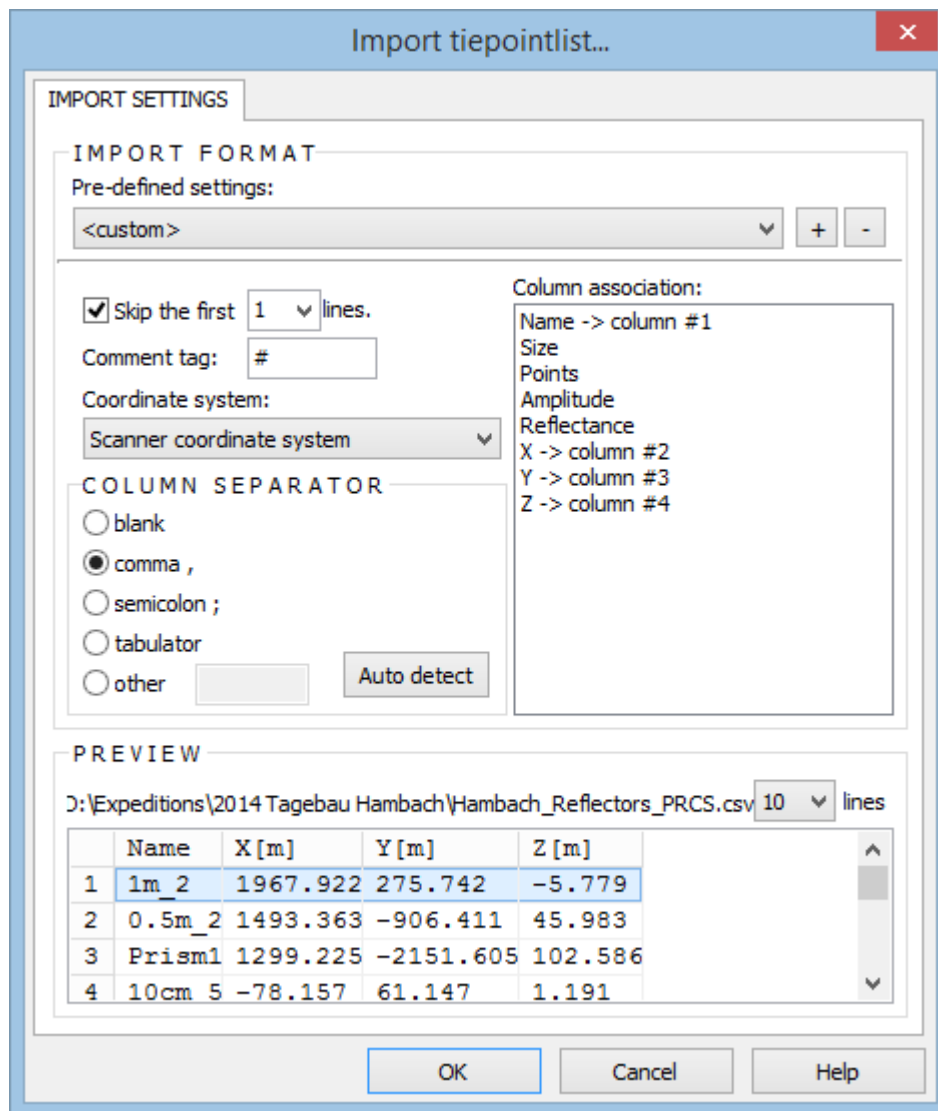 Import tiepointlist...
IMPORT SETTINGS
IMPORT FORMAT
Pre-defined settings:
<custom>
+ -
Skip the first 1 lines.
Comment tag: #
Coordinate system:
Scanner coordinate system
COLUMN SEPARATOR
blank
comma ,
semicolon ;
tabulator
other
Auto detect
Column association:
Name -> column #1
Size
Points
Amplitude
Reflectance
X -> column #2
Y -> column #3
Z -> column #4
PREVIEW
D:\Expeditions\2014 Tagebau Hambach\Hambach_Reflectors_PRCS.csv 10 lines
Name X[m] Y[m] Z[m]
1 1m_2 1967.922 275.742 -5.779
2 0.5m_2 1493.363 -906.411 45.983
3 Prism1 1299.225 -2151.605 102.586
4 10cm_5 -78.157 61.147 1.191
OK Cancel Help